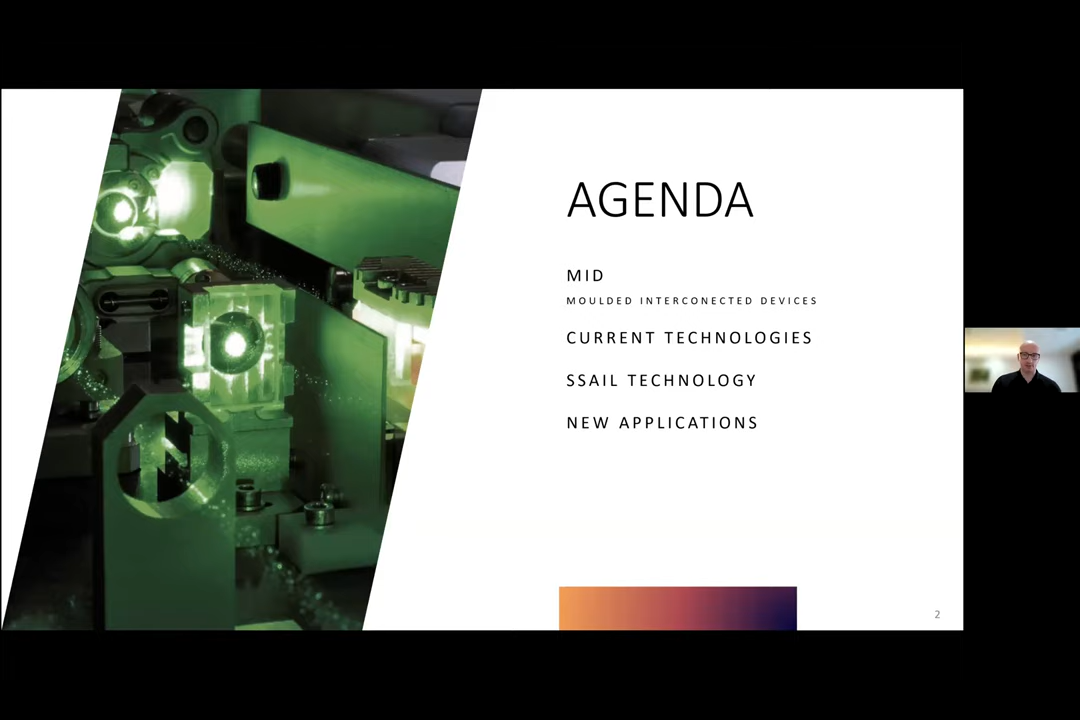 AGENDA
MID
MOULDED INTERCONECTED DEVICES
CURRENT TECHNOLOGIES
SSAIL TECHNOLOGY
NEW APPLICATIONS
2